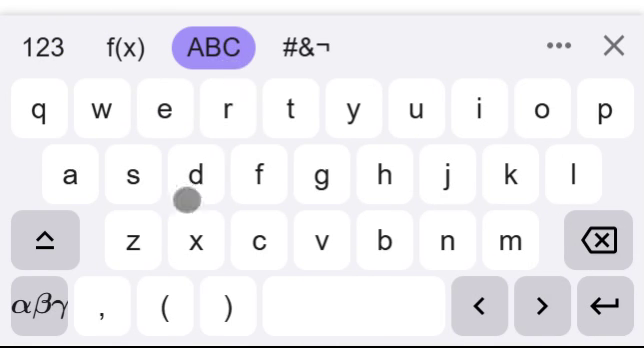 123 f(x) ABC #&¬ ...
q w e r t y u i o p
a s d f g h j k l
z x c v b n m
αβγ , ( ) < >